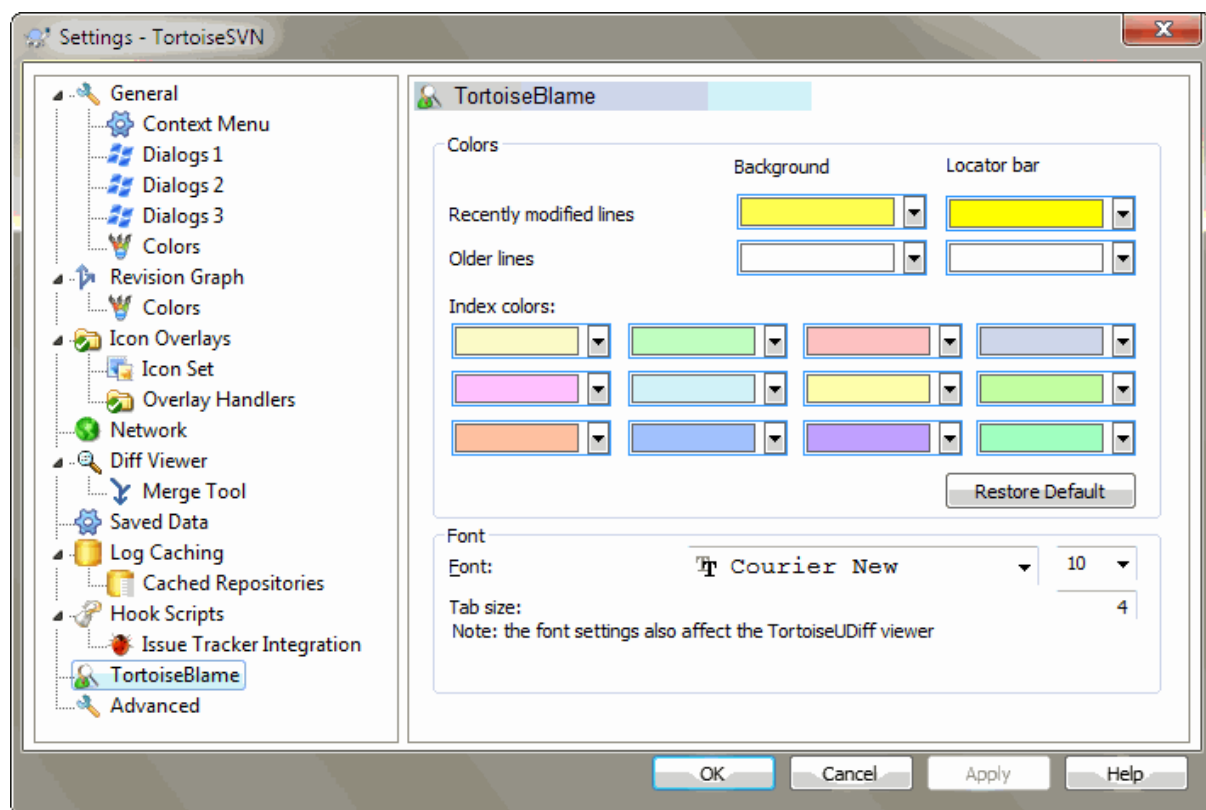 Settings - TortoiseSVN
General
Context Menu
Dialogs 1
Dialogs 2
Dialogs 3
Colors
Revision Graph
Colors
Icon Overlays
Icon Set
Overlay Handlers
Network
Diff Viewer
Merge Tool
Saved Data
Log Caching
Cached Repositories
Hook Scripts
Issue Tracker Integration
TortoiseBlame
Advanced
TortoiseBlame
Colors
Background Locator bar
Recently modified lines
Older lines
Index colors:
Restore Default
Font
Font: Courier New 10
Tab size: 4
Note: the font settings also affect the TortoiseUDiff viewer
OK Cancel Apply Help